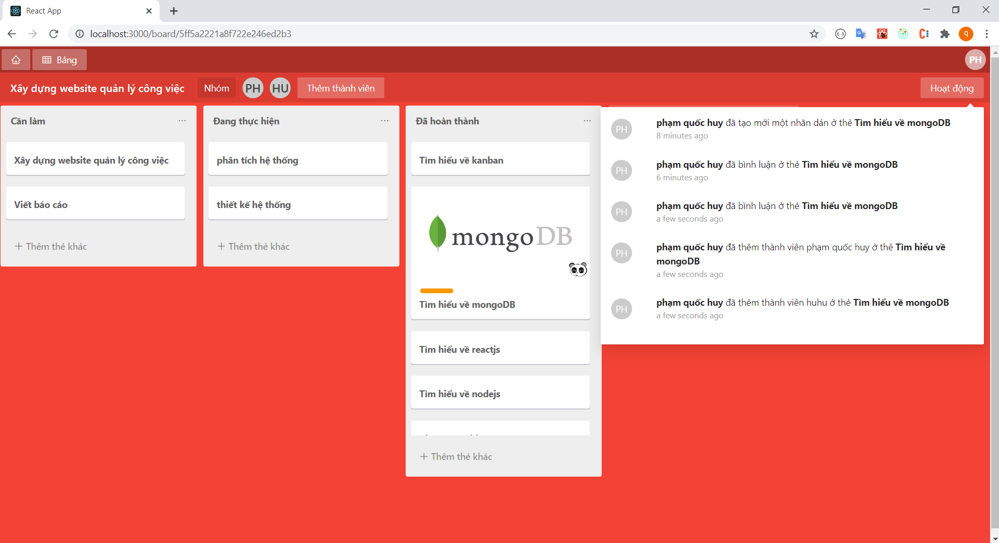 React App
localhost:3000/board/5ff5a2221a8f722e246ed2b3
q
Bảng
PH
Xây dựng website quản lý công việc
Nhóm
PH
HU
Thêm thành viên
Hoạt động
Cần làm
Xây dựng website quản lý công việc
Viết báo cáo
Thêm thẻ khác
Đang thực hiện
phân tích hệ thống
thiết kế hệ thống
Thêm thẻ khác
Đã hoàn thành
Tìm hiểu về kanban
mongoDB
Tìm hiểu về mongoDB
Tìm hiểu về reactjs
Tìm hiểu về nodejs
Thêm thẻ khác
PH
phạm quốc huy đã tạo mới một nhãn dán ở thẻ Tìm hiểu về mongoDB
8 minutes ago
PH
phạm quốc huy đã bình luận ở thẻ Tìm hiểu về mongoDB
6 minutes ago
PH
phạm quốc huy đã bình luận ở thẻ Tìm hiểu về mongoDB
a few seconds ago
PH
phạm quốc huy đã thêm thành viên phạm quốc huy ở thẻ Tìm hiểu về
mongoDB
a few seconds ago
PH
phạm quốc huy đã thêm thành viên huhu ở thẻ Tìm hiểu về mongoDB
a few seconds ago